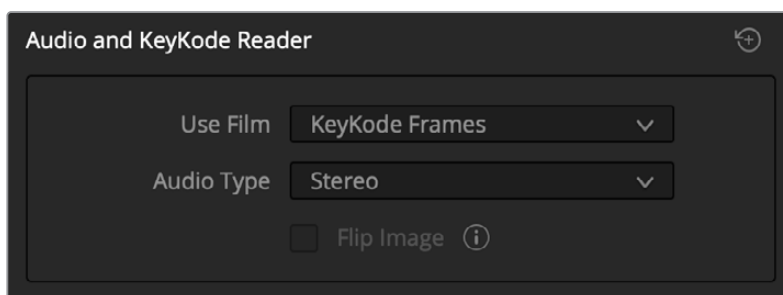 Audio and KeyKode Reader
Use Film KeyKode Frames
Audio Type Stereo
Flip Image